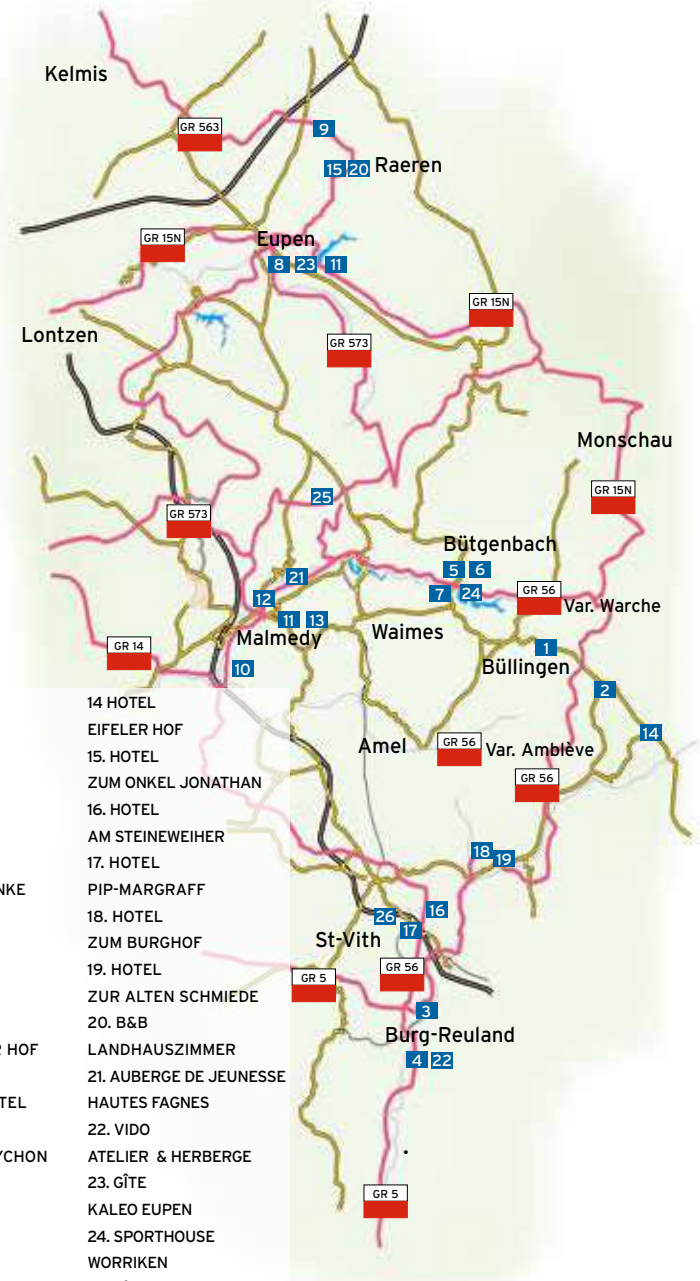 Kelmis
GR 563
9
15 20 Raeren
GR 15N
Eupen
8 23 11
GR 15N
Lontzen
GR 573
Monschau
GR 15N
25
GR 573
Bütgenbach
5 6
21
12
7 24
GR 56
Var. Warche
11 13
Malmedy
Waimes
1
GR 14
Büllingen
10
2
14
Amel
GR 56
Var. Amblève
GR 56
18 19
16
26
17
St-Vith
GR 5
GR 56
3
Burg-Reuland
4 22
GR 5
NKE
HOF
TEL
YCHON
14 HOTEL
EIFELER HOF
15. HOTEL
ZUM ONKEL JONATHAN
16. HOTEL
AM STEINEWEIHER
17. HOTEL
PIP-MARGRAFF
18. HOTEL
ZUM BURGHOF
19. HOTEL
ZUR ALTEN SCHMIEDE
20. B&B
LANDHAUSZIMMER
21. AUBERGE DE JEUNESSE
HAUTES FAGNES
22. VIDO
ATELIER & HERBERGE
23. GÎTE
KALEO EUPEN
24. SPORTHOUSE
WORRIKEN